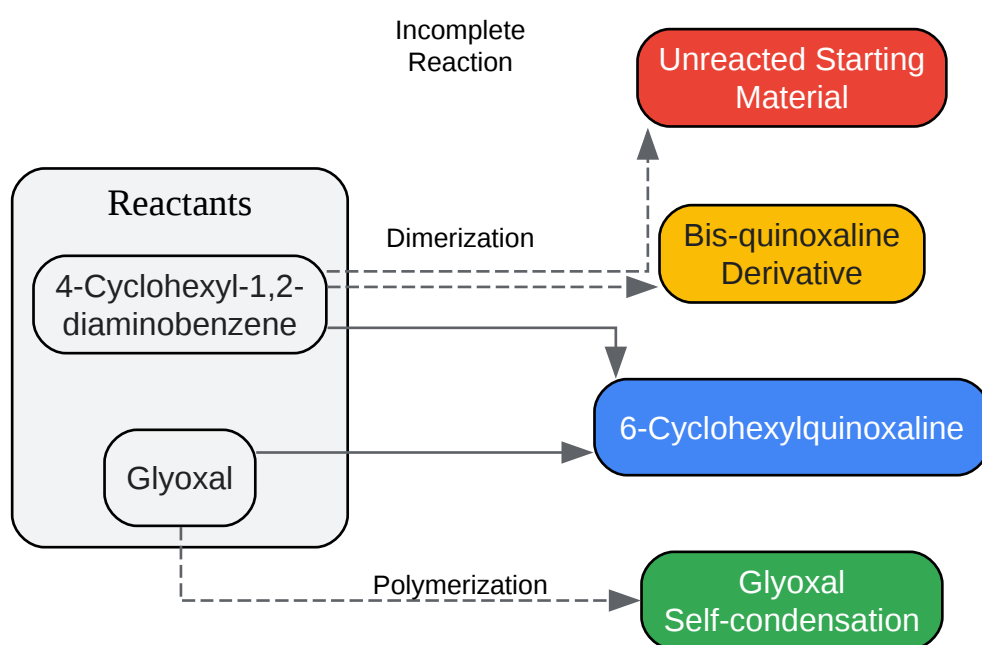 Incomplete
Reaction
Unreacted Starting
Material
Reactants
Dimerization
Bis-quinoxaline
Derivative
4-Cyclohexyl-1,2-
diaminobenzene
6-Cyclohexylquinoxaline
Glyoxal
Polymerization
Glyoxal
Self-condensation